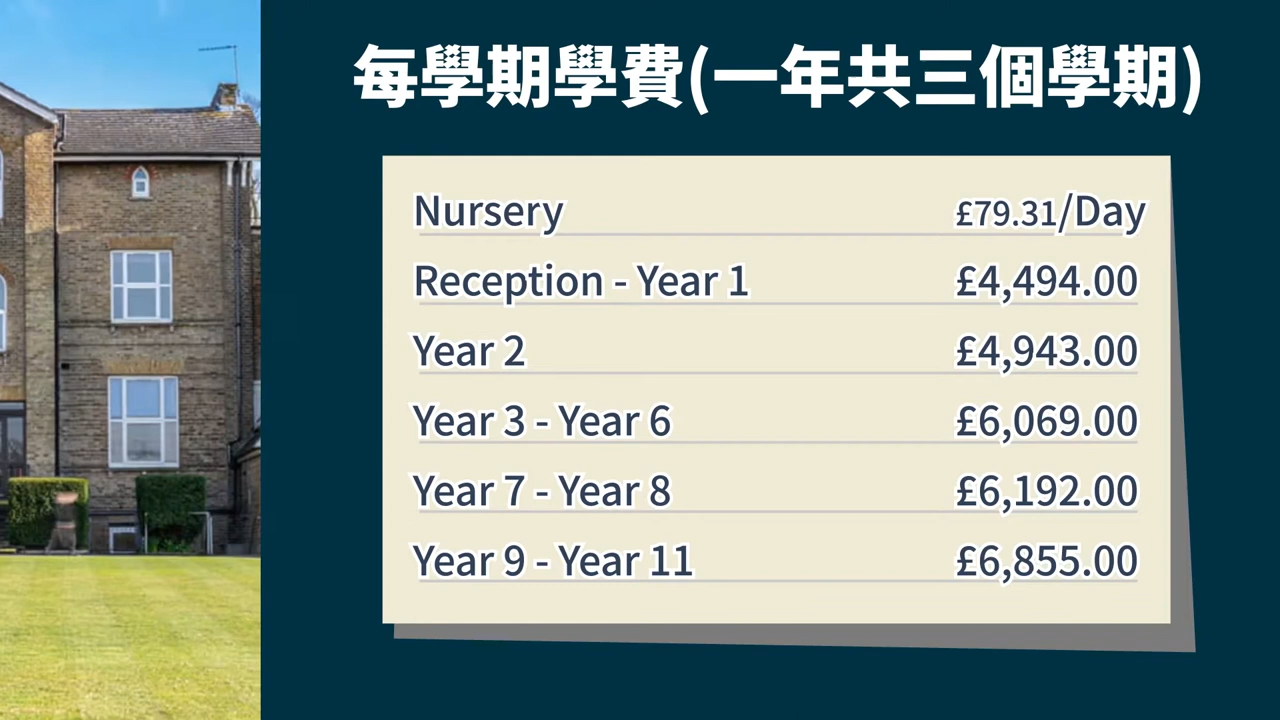 每學期學費(一年共三個學期)
Nursery £79.31/Day
Reception - Year 1 £4,494.00
Year 2 £4,943.00
Year 3 - Year 6 £6,069.00
Year 7 - Year 8 £6,192.00
Year 9 - Year 11 £6,855.00